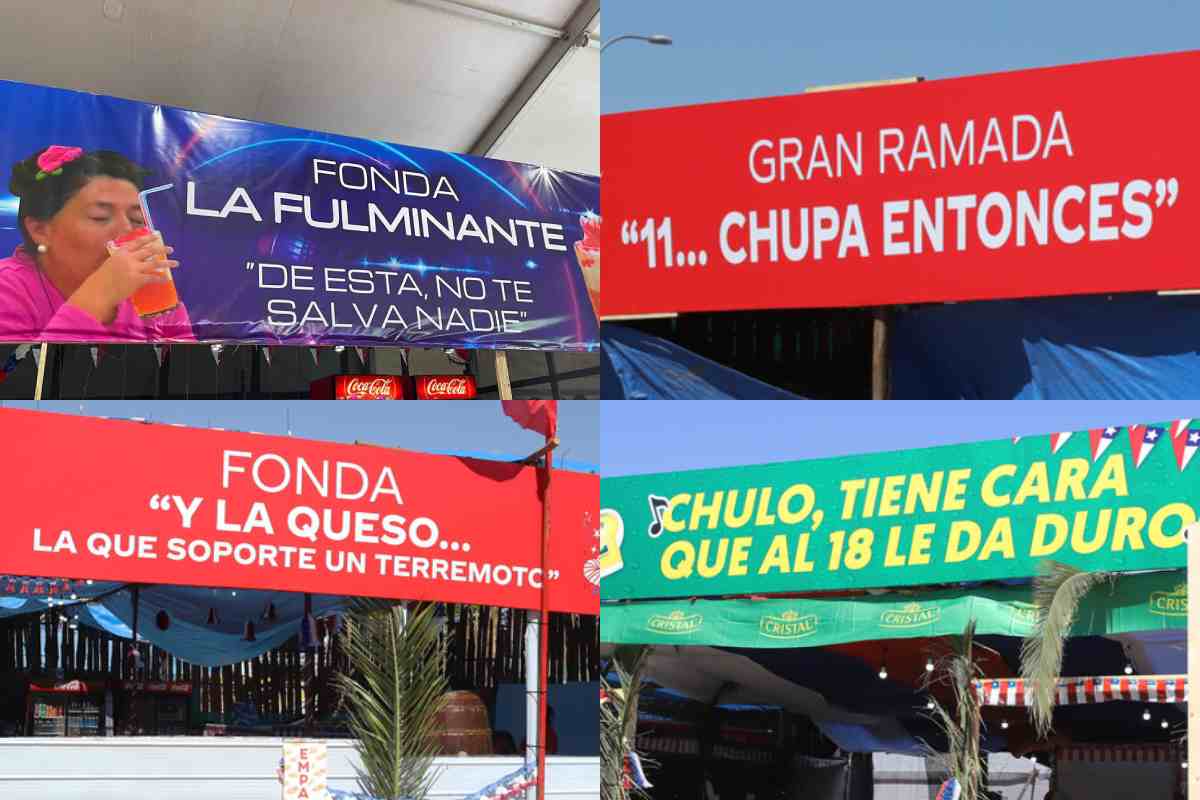 FONDA
LA FULMINANTE
"DE ESTA, NO TE
SALVA NADIE"
Coca-Cola
Coca-Cola
GRAN RAMADA
“11... CHUPA ENTONCES”
FONDA
“Y LA QUESO...
LA QUE SOPORTE UN TERREMOTO”
EMPA
CHULO, TIENE CARA
QUE AL 18 LE DA DURO
CRISTAL
CRISTAL
CRISTAL
CRISTAL